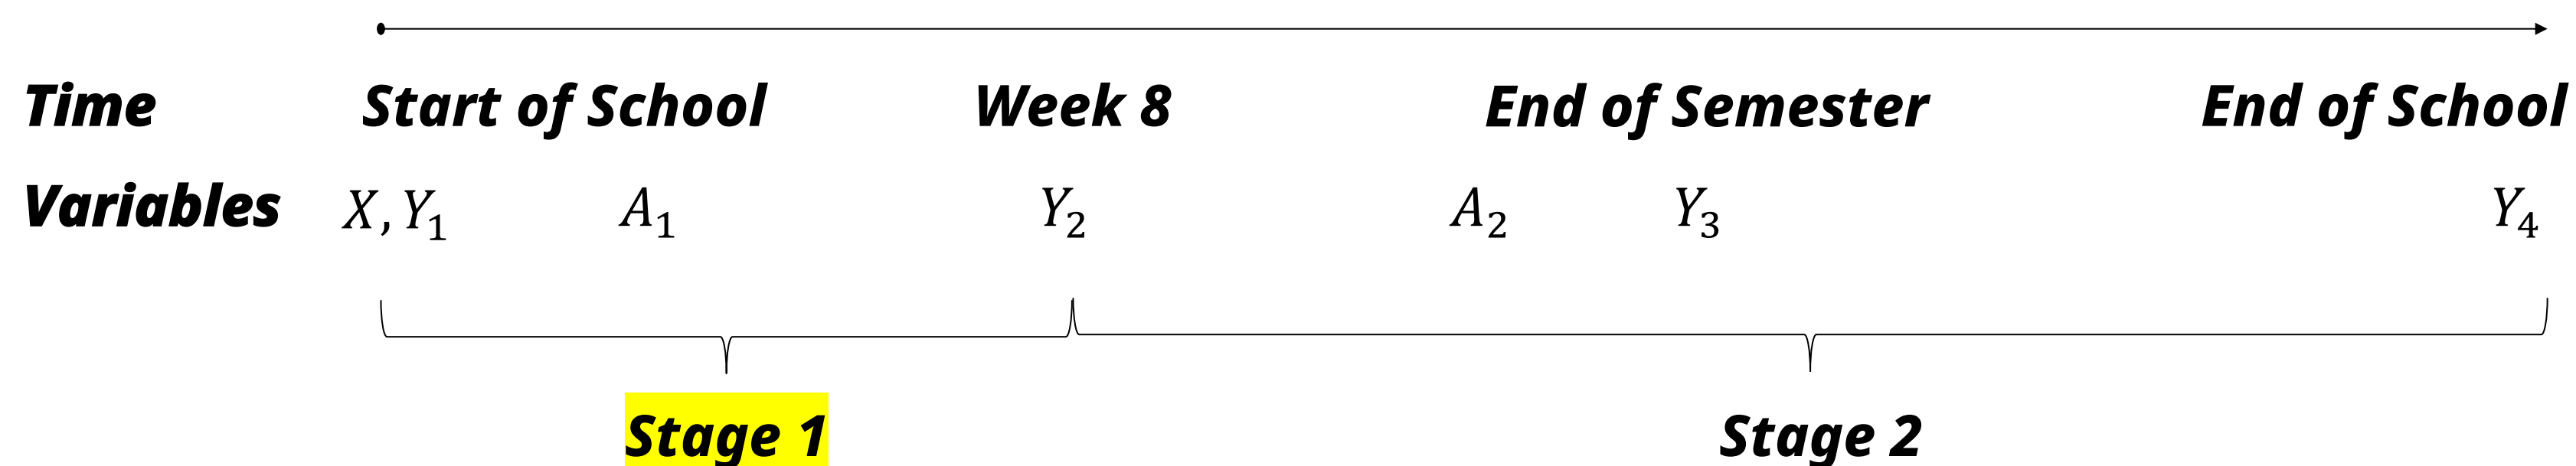 Time Start of School Week 8 End of Semester End of School
Variables X, Y₁ A₁ Y₂ A₂ Y₃ Y₄
Stage 1 Stage 2